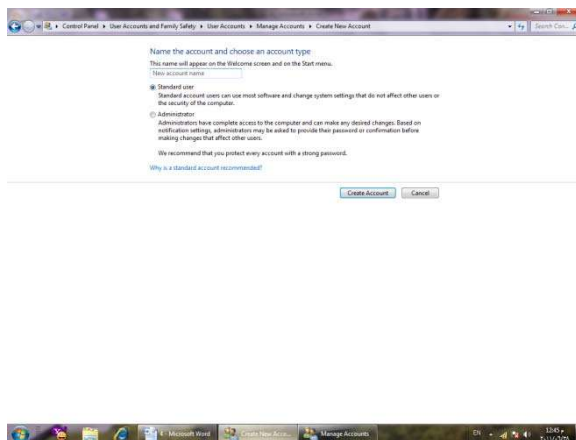 Control Panel ▸ User Accounts and Family Safety ▸ User Accounts ▸ Manage Accounts ▸ Create New Account
Search Con...
Name the account and choose an account type
This name will appear on the Welcome screen and on the Start menu.
New account name
Standard user
Standard account users can use most software and change system settings that do not affect other users or
the security of the computer.
Administrator
Administrators have complete access to the computer and can make any desired changes. Based on
notification settings, administrators may be asked to provide their password or confirmation before
making changes that affect other users.
We recommend that you protect every account with a strong password.
Why is a standard account recommended?
Create Account Cancel
Microsoft Word Create New Acco... Manage Accounts EN